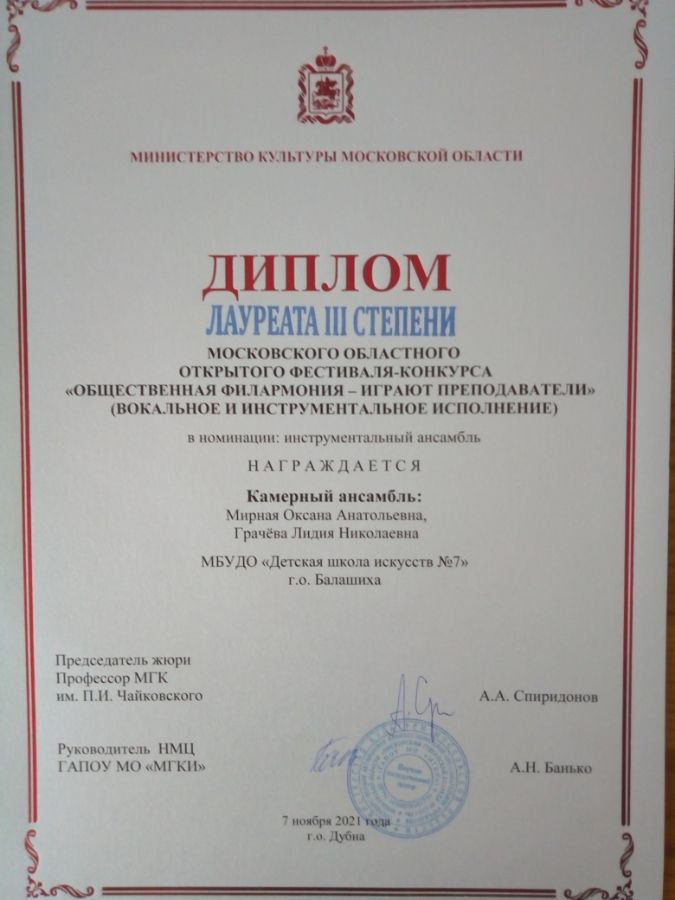 МИНИСТЕРСТВО КУЛЬТУРЫ МОСКОВСКОЙ ОБЛАСТИ
ДИПЛОМ
ЛАУРЕАТА III СТЕПЕНИ
МОСКОВСКОГО ОБЛАСТНОГО
ОТКРЫТОГО ФЕСТИВАЛЯ-КОНКУРСА
«ОБЩЕСТВЕННАЯ ФИЛАРМОНИЯ – ИГРАЮТ ПРЕПОДАВАТЕЛИ»
(ВОКАЛЬНОЕ И ИНСТРУМЕНТАЛЬНОЕ ИСПОЛНЕНИЕ)
в номинации: инструментальный ансамбль
НАГРАЖДАЕТСЯ
Камерный ансамбль:
Мирная Оксана Анатольевна,
Грачёва Лидия Николаевна
МБУДО «Детская школа искусств №7»
г.о. Балашиха
Председатель жюри
Профессор МГК
им. П.И. Чайковского
А.А. Спиридонов
Руководитель НМЦ
ГАПОУ МО «МГКИ»
А.Н. Банько
7 ноября 2021 года
г.о. Дубна